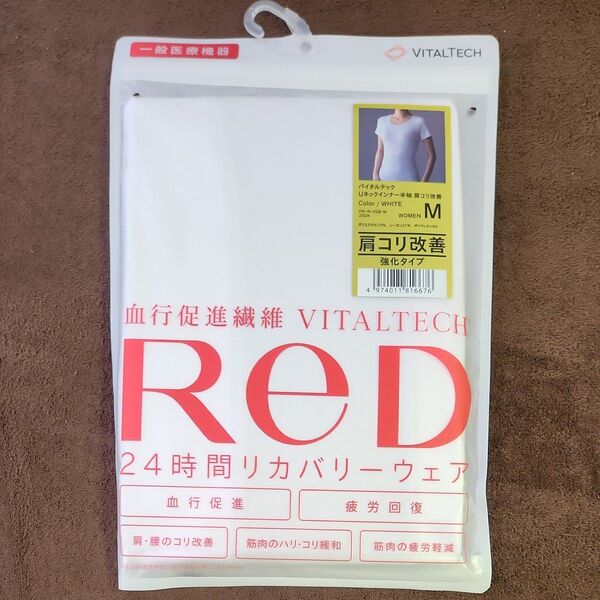 一般医療機器
VITALTECH
バイタルテック
Uネックインナー半袖 肩コリ改善
Color / WHITE
WOMEN M
肩コリ改善
強化タイプ
4 974011 816676
血行促進繊維 VITALTECH
ReD
24時間リカバリーウェア
血行促進
疲労回復
肩・腰のコリ改善
筋肉のハリ・コリ緩和
筋肉の疲労軽減